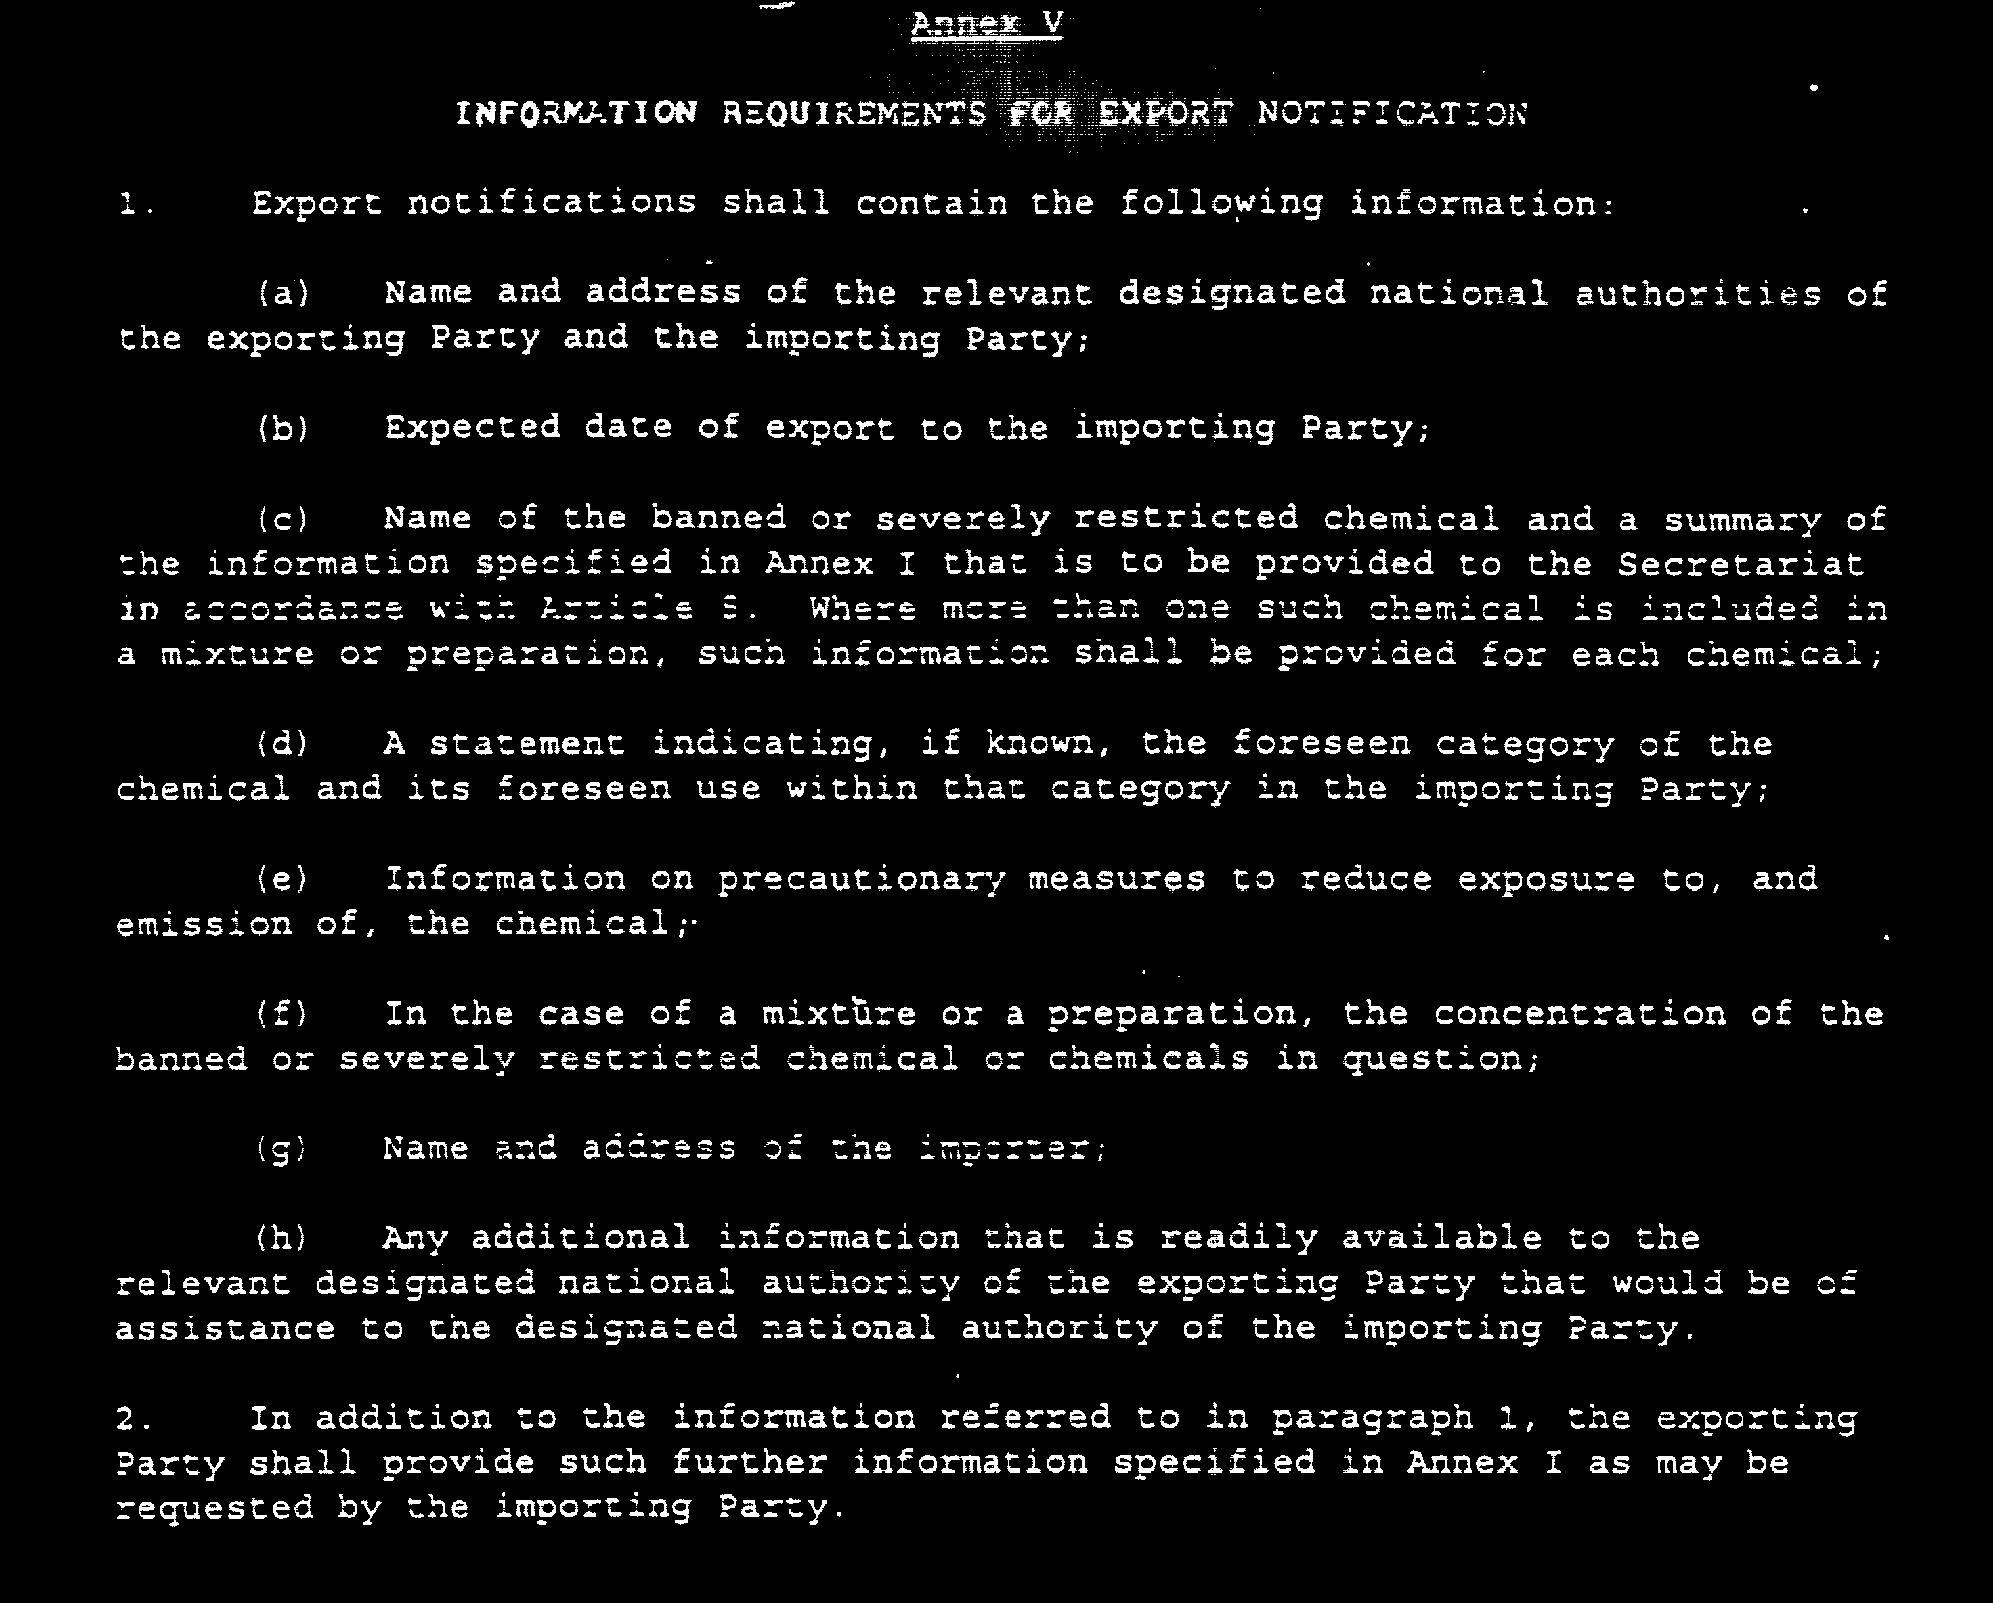 Annex V
INFORMATION REQUIREMENTS FOR EXPORT NOTIFICATION
1. Export notifications shall contain the following information:
(a) Name and address of the relevant designated national authorities of
the exporting Party and the importing Party;
(b) Expected date of export to the importing Party;
(c) Name of the banned or severely restricted chemical and a summary of
the information specified in Annex I that is to be provided to the Secretariat
in accordance with Article 5. Where more than one such chemical is included in
a mixture or preparation, such information shall be provided for each chemical;
(d) A statement indicating, if known, the foreseen category of the
chemical and its foreseen use within that category in the importing Party;
(e) Information on precautionary measures to reduce exposure to, and
emission of, the chemical;
(f) In the case of a mixture or a preparation, the concentration of the
banned or severely restricted chemical or chemicals in question;
(g) Name and address of the importer;
(h) Any additional information that is readily available to the
relevant designated national authority of the exporting Party that would be of
assistance to the designated national authority of the importing Party.
2. In addition to the information referred to in paragraph 1, the exporting
Party shall provide such further information specified in Annex I as may be
requested by the importing Party.